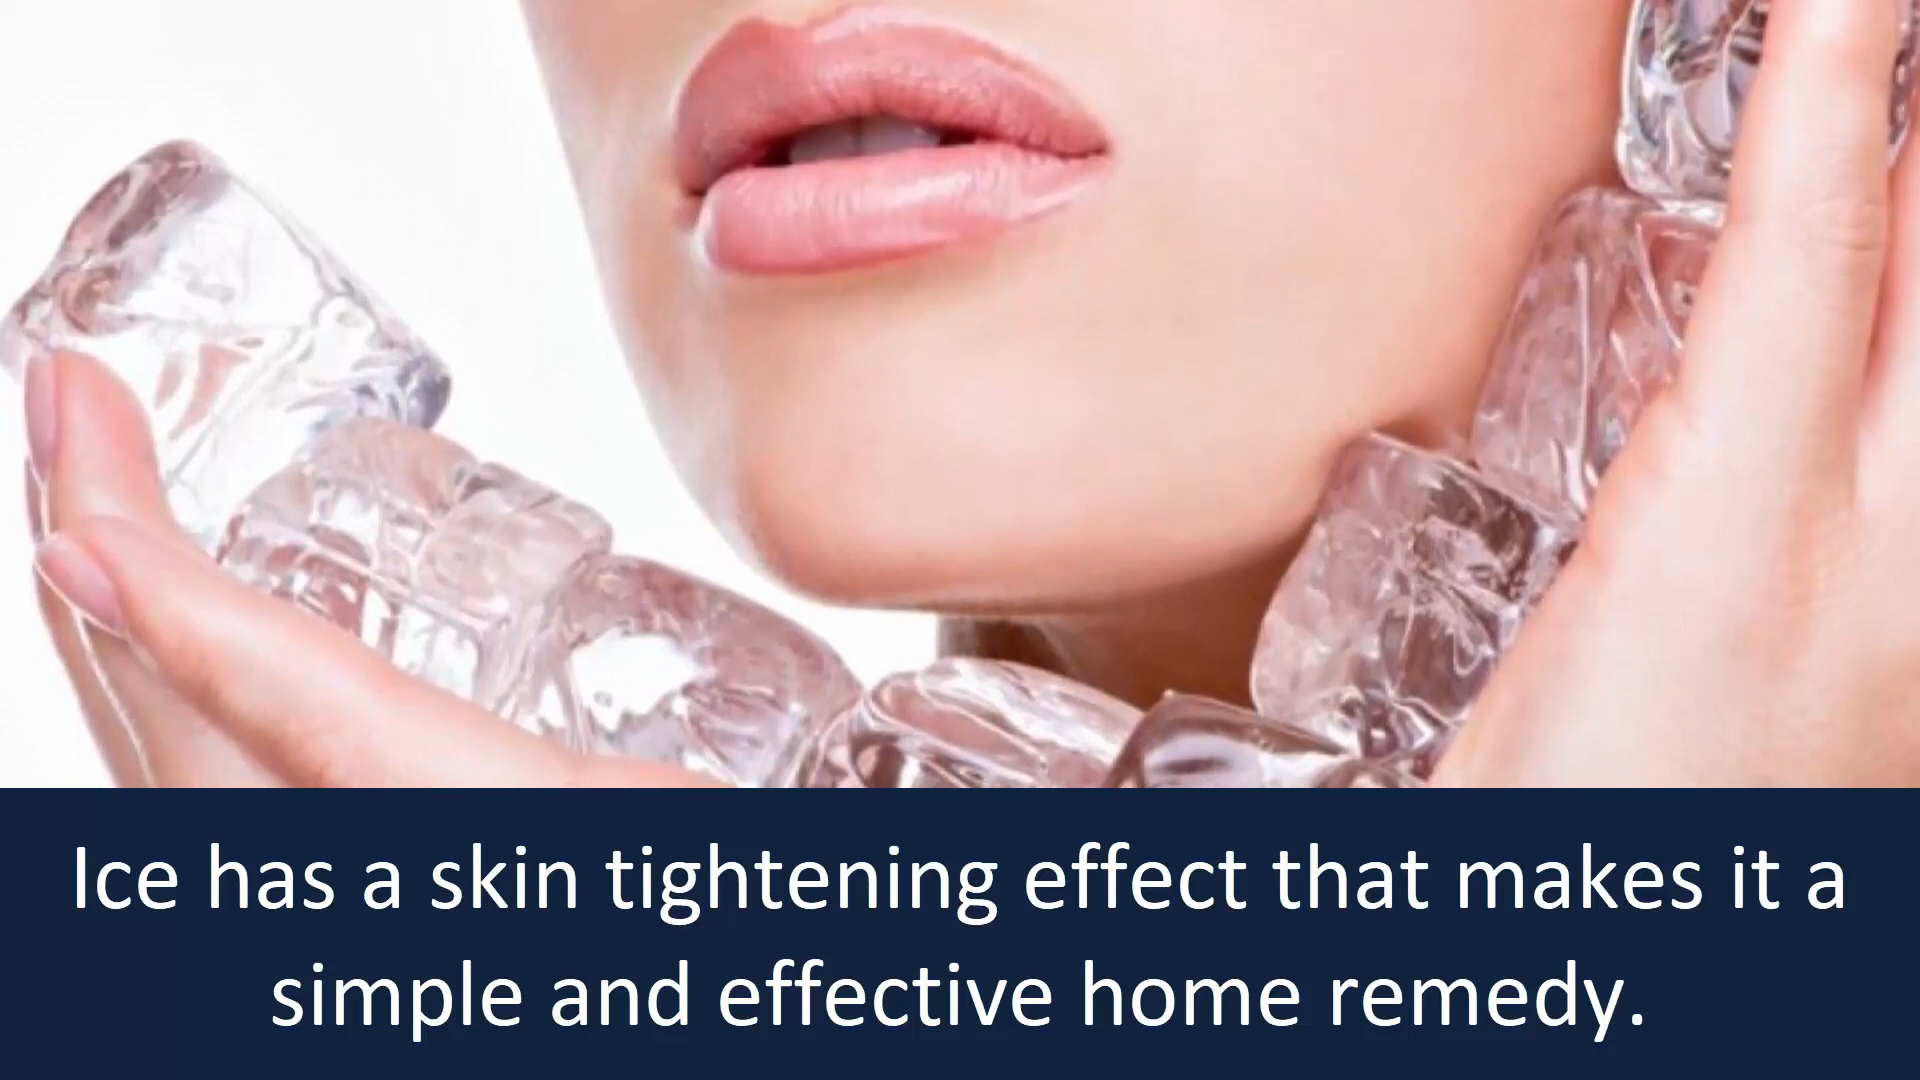 Ice has a skin tightening effect that makes it a
simple and effective home remedy.